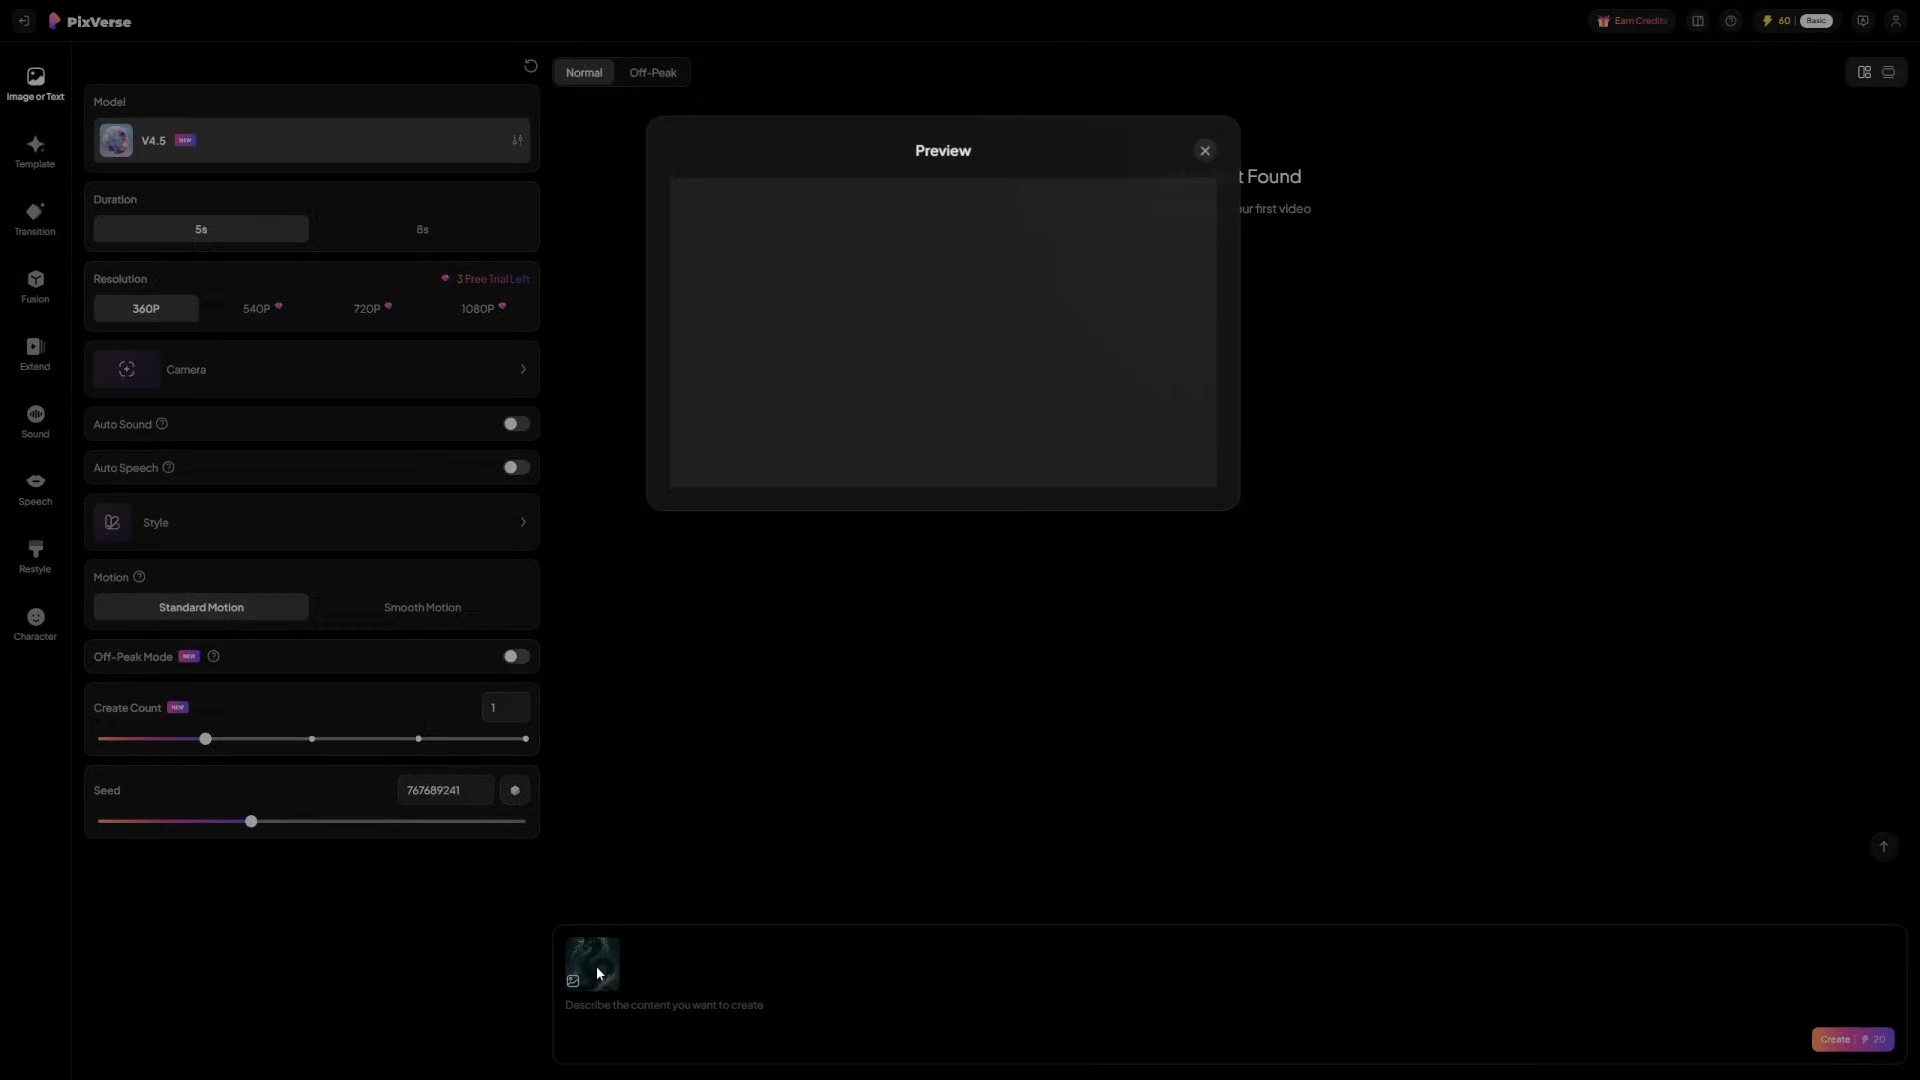 PixVerse
Earn Credits
60 | Basic
Image or Text
Template
Transition
Fusion
Extend
Sound
Speech
Restyle
Character
Model
V4.5 NEW
Duration
5s 8s
Resolution 3 Free Trial Left
360P 540P 720P 1080P
Camera
Auto Sound
Auto Speech
Style
Motion
Standard Motion Smooth Motion
Off-Peak Mode NEW
Create Count NEW 1
Seed 767689241
Normal Off-Peak
Preview
t Found
our first video
Describe the content you want to create
Create | 20